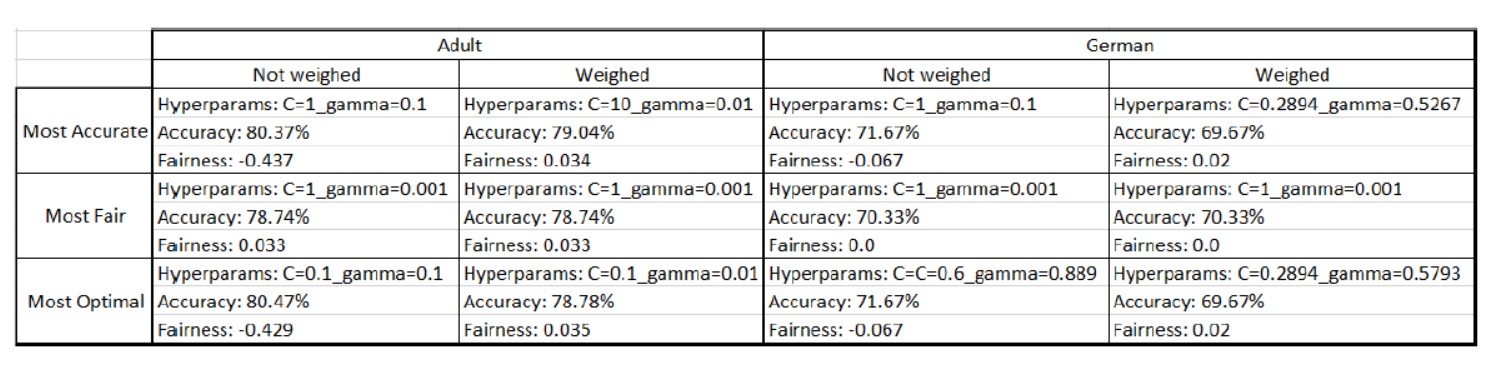 Adult German
Not weighed Weighed Not weighed Weighed
Hyperparams: C=1_gamma=0.1 Hyperparams: C=10_gamma=0.01 Hyperparams: C=1_gamma=0.1 Hyperparams: C=0.2894_gamma=0.5267
Most Accurate Accuracy: 80.37% Accuracy: 79.04% Accuracy: 71.67% Accuracy: 69.67%
Fairness: -0.437 Fairness: 0.034 Fairness: -0.067 Fairness: 0.02
Hyperparams: C=1_gamma=0.001 Hyperparams: C=1_gamma=0.001 Hyperparams: C=1_gamma=0.001 Hyperparams: C=1_gamma=0.001
Most Fair Accuracy: 78.74% Accuracy: 78.74% Accuracy: 70.33% Accuracy: 70.33%
Fairness: 0.033 Fairness: 0.033 Fairness: 0.0 Fairness: 0.0
Hyperparams: C=0.1_gamma=0.1 Hyperparams: C=0.1_gamma=0.01 Hyperparams: C=C=0.6_gamma=0.889 Hyperparams: C=0.2894_gamma=0.5793
Most Optimal Accuracy: 80.47% Accuracy: 78.78% Accuracy: 71.67% Accuracy: 69.67%
Fairness: -0.429 Fairness: 0.035 Fairness: -0.067 Fairness: 0.02